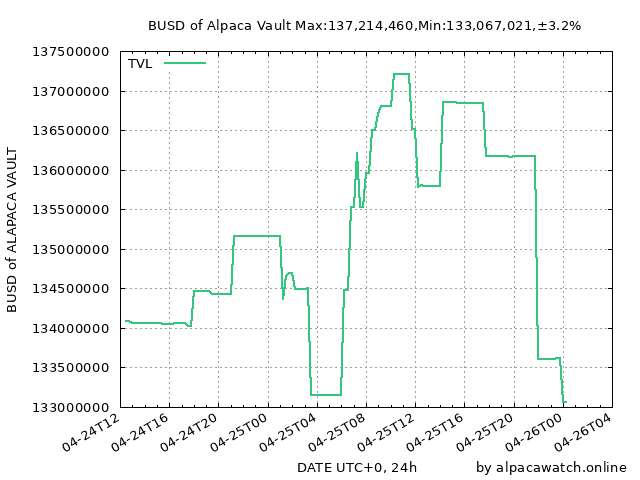 BUSD of Alpaca Vault Max:137,214,460,Min:133,067,021,±3.2%
TVL
137500000
137000000
136500000
136000000
135500000
135000000
134500000
134000000
133500000
133000000
BUSD of ALAPACA VAULT
04-24T12
04-24T16
04-24T20
04-25T00
04-25T04
04-25T08
04-25T12
04-25T16
04-25T20
04-26T00
04-26T04
DATE UTC+0, 24h
by alpacawatch.online